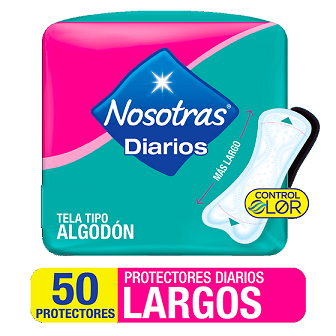 Nosotras®
Diarios
MÁS LARGO
CONTROL
OLOR
TELA TIPO
ALGODÓN
50
PROTECTORES
PROTECTORES DIARIOS
LARGOS